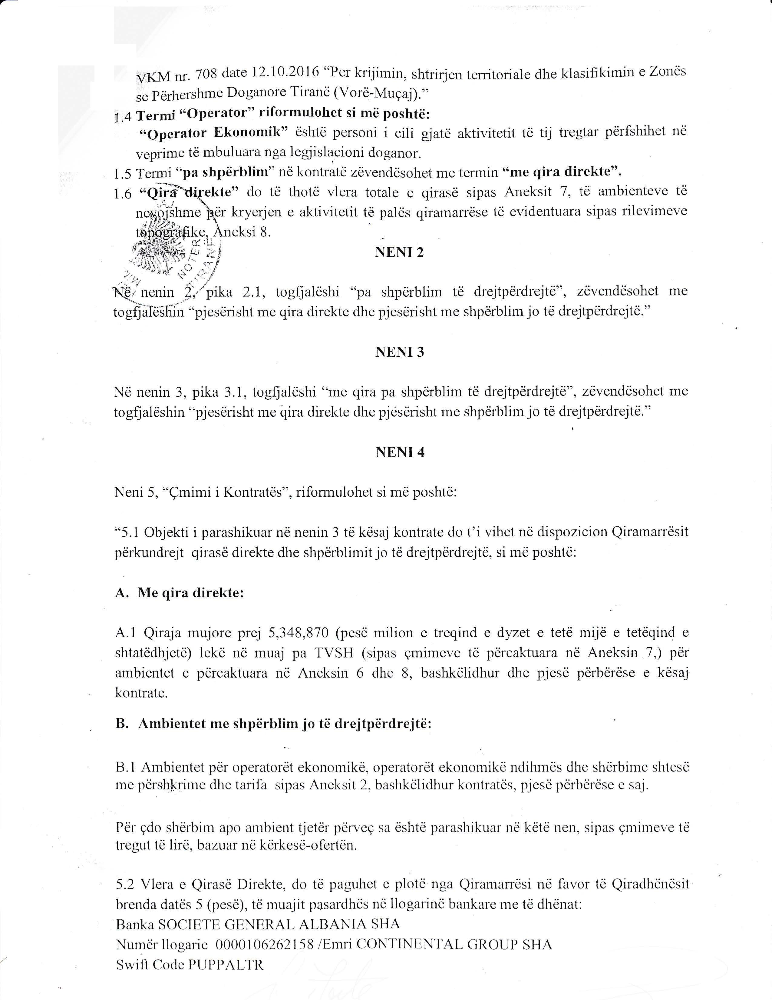 VKM nr. 708 date 12.10.2016 “Per krijimin, shtrirjen territoriale dhe klasifikimin e Zonës
se Përhershme Doganore Tiranë (Vorë-Muçaj).”
1.4 Termi “Operator” riformulohet si më poshtë:
“Operator Ekonomik” është personi i cili gjatë aktivitetit të tij tregtar përfshihet në
veprime të mbuluara nga legjislacioni doganor.
1.5 Termi “pa shpërblim” në kontratë zëvendësohet me termin “me qira direkte”.
1.6 “Qira direkte” do të thotë vlera totale e qirasë sipas Aneksit 7, të ambienteve të
nevojshme për kryerjen e aktivitetit të palës qiramarrëse të evidentuara sipas rilevimeve
topografike, Aneksi 8.
NOTER
TIRANË
NENI 2
Në nenin 2, pika 2.1, togfjalëshi “pa shpërblim të drejtpërdrejtë”, zëvendësohet me
togfjalëshin “pjesërisht me qira direkte dhe pjesërisht me shpërblim jo të drejtpërdrejtë.”
NENI 3
Në nenin 3, pika 3.1, togfjalëshi “me qira pa shpërblim të drejtpërdrejtë”, zëvendësohet me
togfjalëshin “pjesërisht me qira direkte dhe pjesërisht me shpërblim jo të drejtpërdrejtë.”
NENI 4
Neni 5, “Çmimi i Kontratës”, riformulohet si më poshtë:
“5.1 Objekti i parashikuar në nenin 3 të kësaj kontrate do t’i vihet në dispozicion Qiramarrësit
përkundrejt qirasë direkte dhe shpërblimit jo të drejtpërdrejtë, si më poshtë:
A. Me qira direkte:
A.1 Qiraja mujore prej 5,348,870 (pesë milion e treqind e dyzet e tetë mijë e tetëqind e
shtatëdhjetë) lekë në muaj pa TVSH (sipas çmimeve të përcaktuara në Aneksin 7,) për
ambientet e përcaktuara në Aneksin 6 dhe 8, bashkëlidhur dhe pjesë përbërëse e kësaj
kontrate.
B. Ambientet me shpërblim jo të drejtpërdrejtë:
B.1 Ambientet për operatorët ekonomikë, operatorët ekonomikë ndihmës dhe shërbime shtesë
me përshkrime dhe tarifa sipas Aneksit 2, bashkëlidhur kontratës, pjesë përbërëse e saj.
Për çdo shërbim apo ambient tjetër përveç sa është parashikuar në këtë nen, sipas çmimeve të
tregut të lirë, bazuar në kërkesë-ofertën.
5.2 Vlera e Qirasë Direkte, do të paguhet e plotë nga Qiramarrësi në favor të Qiradhënësit
brenda datës 5 (pesë), të muajit pasardhës në llogarinë bankare me të dhënat:
Banka SOCIETE GENERAL ALBANIA SHA
Numër llogarie 0000106262158 /Emri CONTINENTAL GROUP SHA
Swift Code PUPPALTR